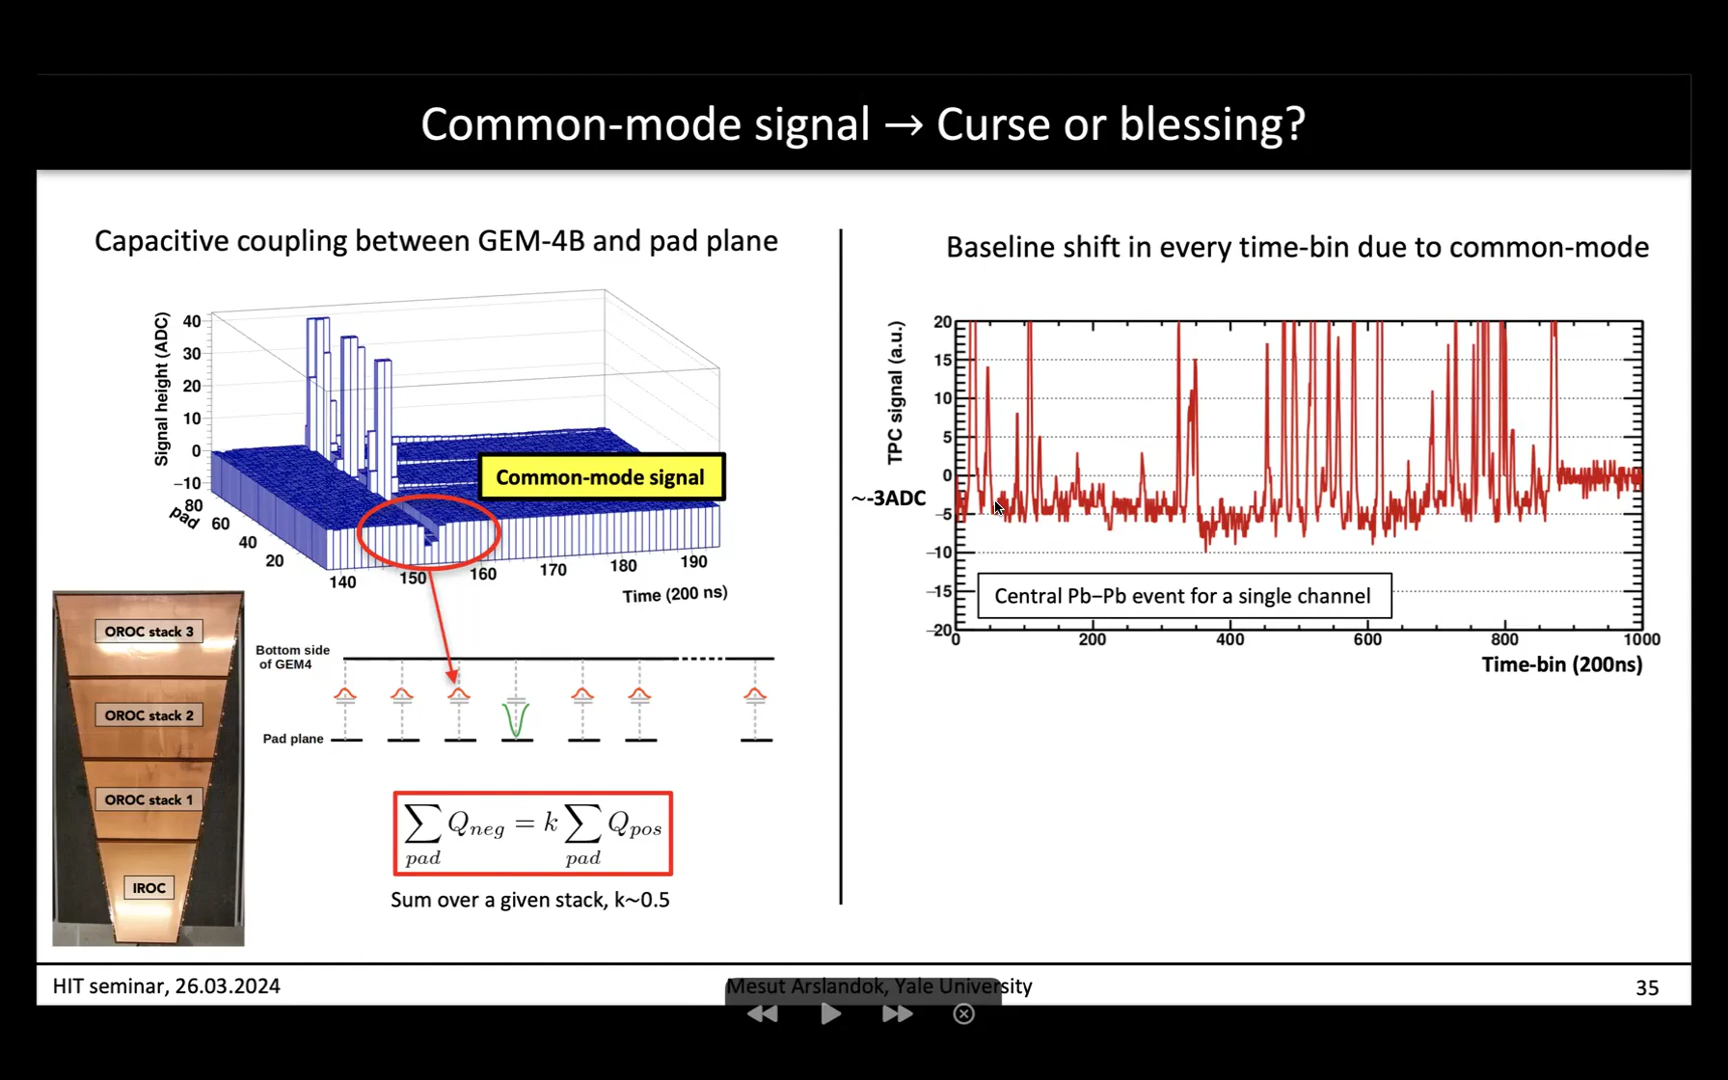 Common-mode signal → Curse or blessing?
Capacitive coupling between GEM-4B and pad plane
Signal height (ADC)
40
30
20
10
0
−10
80
60
40
20
pad
140
150
160
170
180
190
Time (200 ns)
Common-mode signal
OROC stack 3
OROC stack 2
OROC stack 1
IROC
Bottom side
of GEM4
Pad plane
∑ Q_neg = k ∑ Q_pos
pad pad
Sum over a given stack, k~0.5
Baseline shift in every time-bin due to common-mode
TPC signal (a.u.)
20
15
10
5
0
−5
−10
−15
−20
~-3ADC
Central Pb–Pb event for a single channel
0
200
400
600
800
1000
Time-bin (200ns)
HIT seminar, 26.03.2024
Mesut Arslandok, Yale University
35